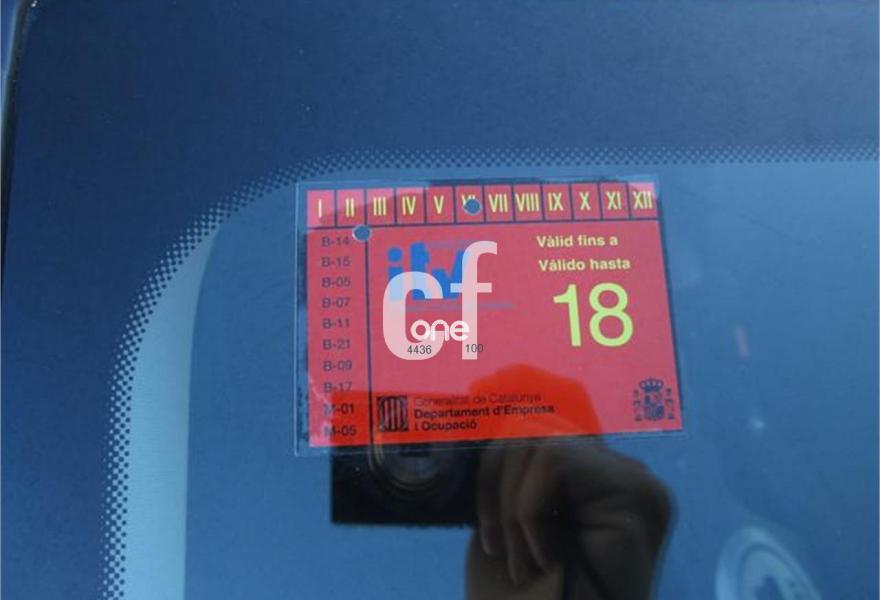 I II III IV V VI VII VIII IX X XI XII
B-14
B-15
B-05
B-07
B-11
B-21
B-09
B-17
M-01
M-05
itv
Vàlid fins a
Válido hasta
18
cf
one
4436 100
Generalitat de Catalunya
Departament d'Empresa
i Ocupació